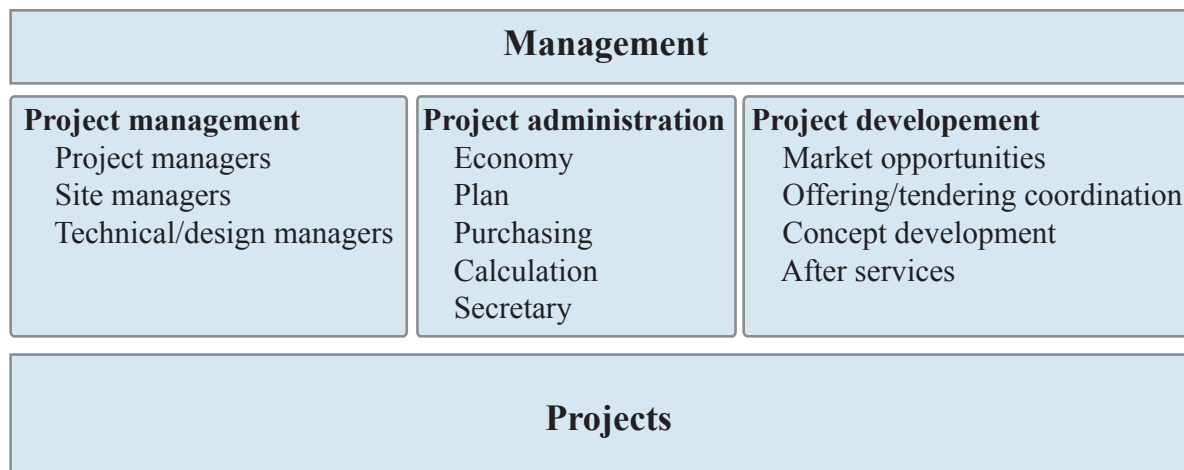 Management
Project management
Project managers
Site managers
Technical/design managers
Project administration
Economy
Plan
Purchasing
Calculation
Secretary
Project developement
Market opportunities
Offering/tendering coordination
Concept development
After services
Projects